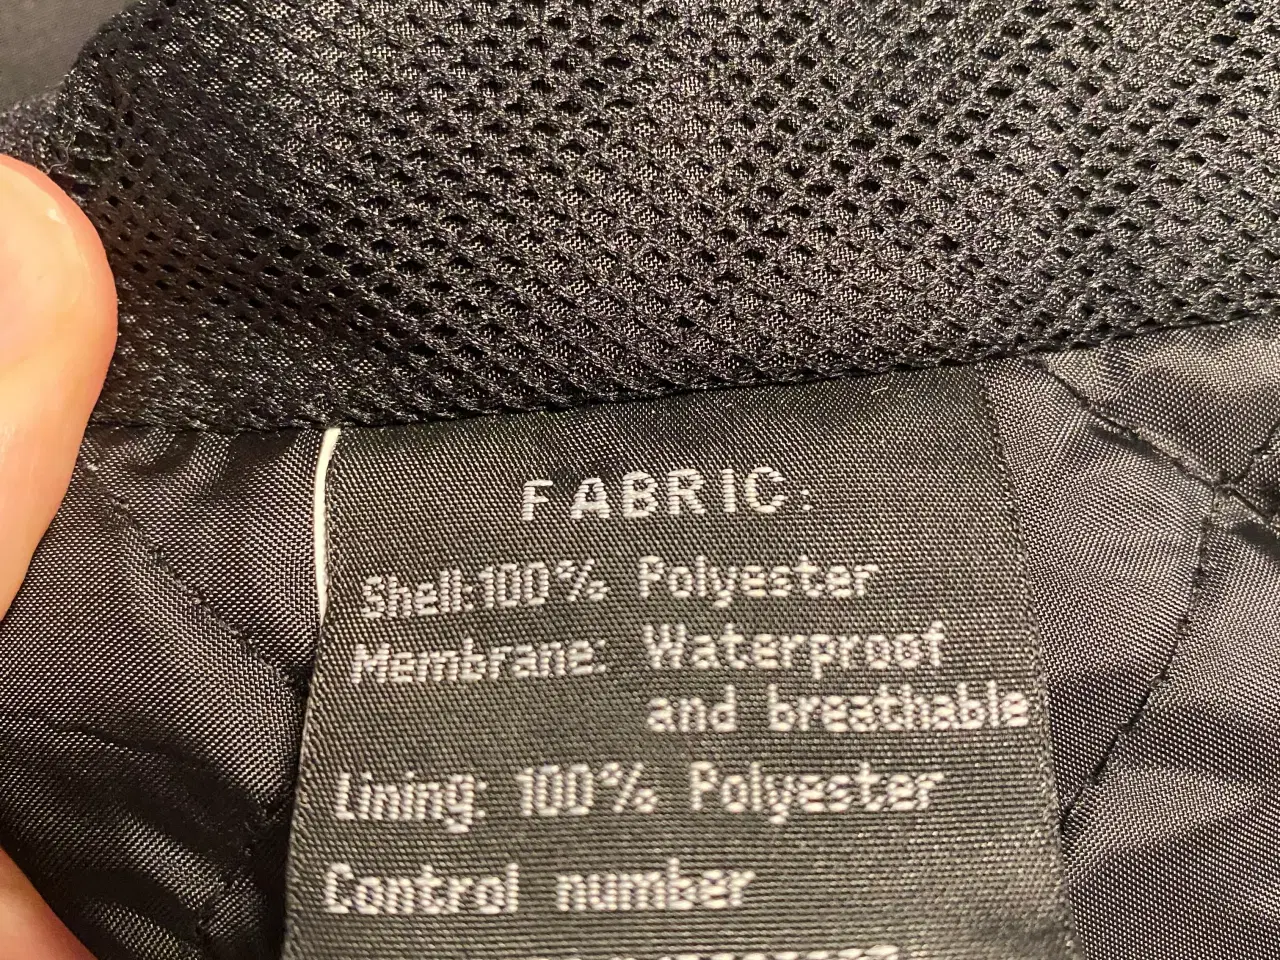 FABRIC:
Shell:100% Polyester
Membrane: Waterproof
and breathable
Lining: 100% Polyester
Control number